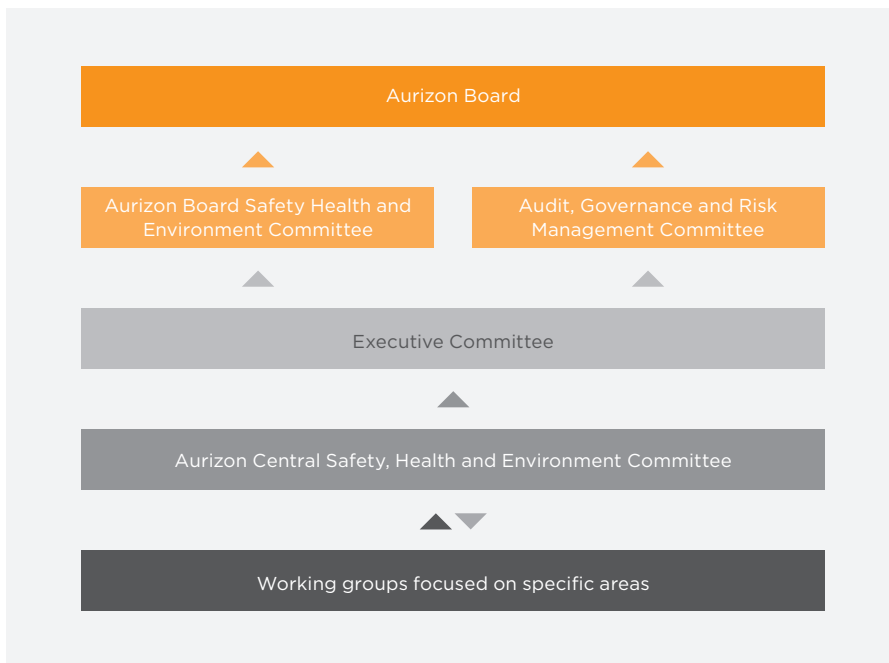 Aurizon Board
Aurizon Board Safety Health and
Environment Committee
Audit, Governance and Risk
Management Committee
Executive Committee
Aurizon Central Safety, Health and Environment Committee
Working groups focused on specific areas